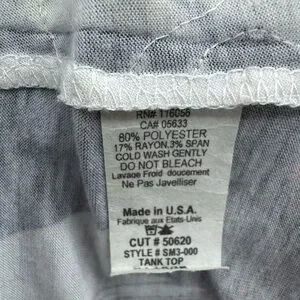 RN# 116056
CA# 05633
80% POLYESTER
17% RAYON,3% SPAN
COLD WASH GENTLY
DO NOT BLEACH
Lavage Froid doucement
Ne Pas Javelliser
Made in U.S.A.
Fabrique aux Etats-Unis
CUT # 50620
STYLE # SM3-000
TANK TOP